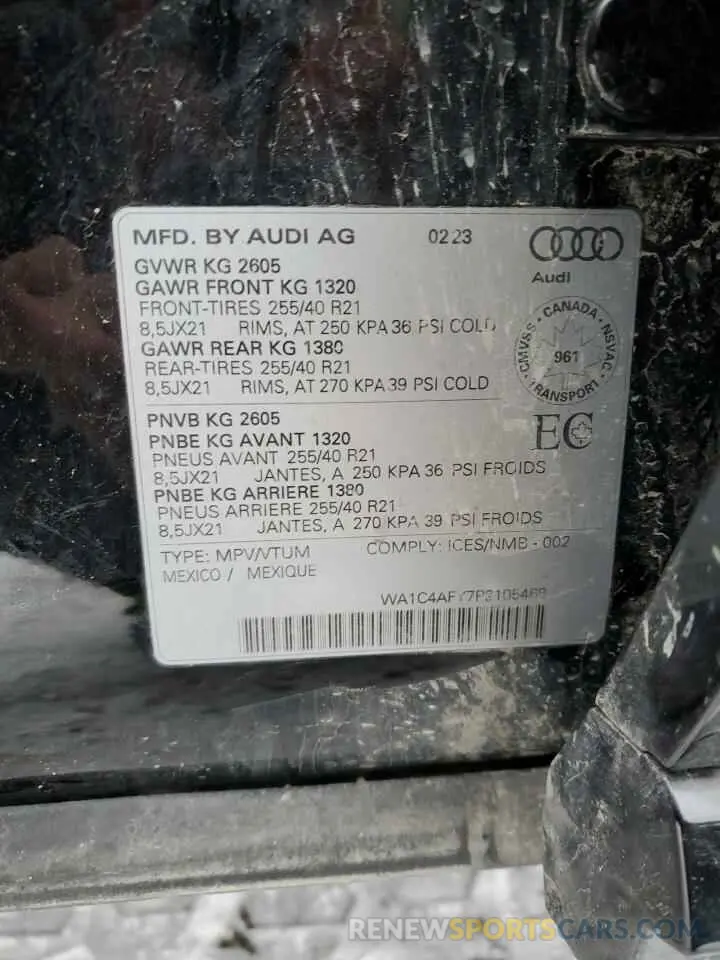 MFD. BY AUDI AG 02 23
Audi
GVWR KG 2605
GAWR FRONT KG 1320
FRONT-TIRES 255/40 R21
8,5JX21 RIMS, AT 250 KPA 36 PSI COLD
GAWR REAR KG 1380
REAR-TIRES 255/40 R21
8,5JX21 RIMS, AT 270 KPA 39 PSI COLD
CANADA · NSVAC · TRANSPORT · CMVSS ·
961
PNVB KG 2605
PNBE KG AVANT 1320
PNEUS AVANT 255/40 R21
8,5JX21 JANTES, A 250 KPA 36 PSI FROIDS
PNBE KG ARRIERE 1380
PNEUS ARRIERE 255/40 R21
8,5JX21 JANTES, A 270 KPA 39 PSI FROIDS
EC
TYPE: MPV/VTUM COMPLY: ICES/NMB - 002
MEXICO / MEXIQUE
RENEWSPORTSCARS.COM